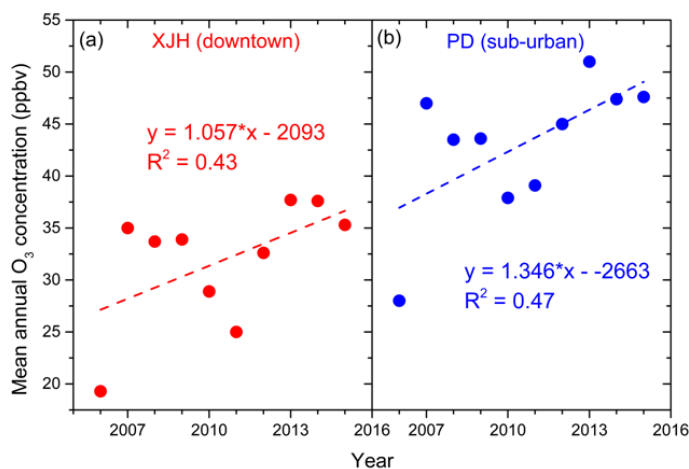 Mean annual O₃ concentration (ppbv)
55
50
45
40
35
30
25
20
(a) XJH (downtown)
y = 1.057*x - 2093
R² = 0.43
2007 2010 2013 2016
(b) PD (sub-urban)
y = 1.346*x - -2663
R² = 0.47
2007 2010 2013 2016
Year